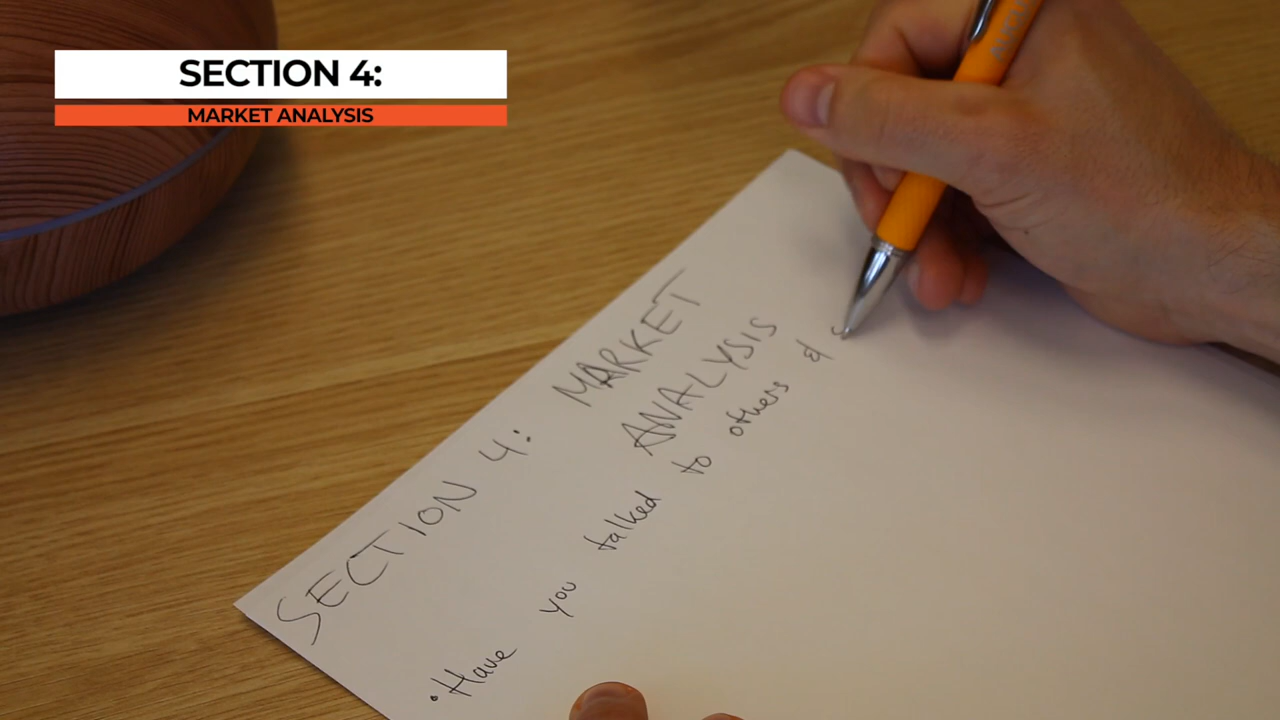 SECTION 4:
MARKET ANALYSIS
SECTION 4: MARKET
ANALYSIS
• Have you talked to others &